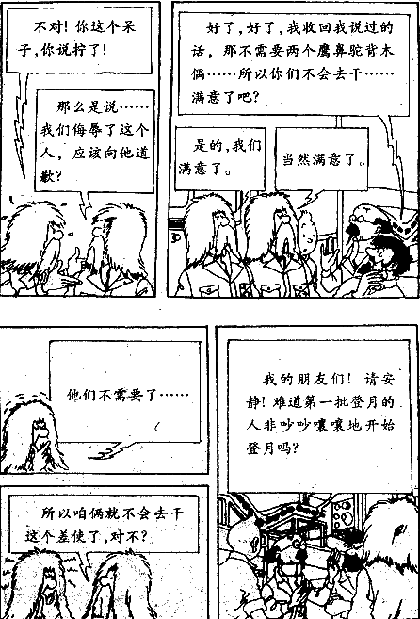 不对！你这个呆
子，你说拧了！
那么是说……
我们侮辱了这个
人，应该向他道
歉？
好了，好了，我收回我说过的
话，那不需要两个鹰鼻驼背木
偶……所以你们不会去干……
满意了吧？
是的，我们
满意了。
当然满意了。
他们不需要了……
所以咱俩就不会去干
这个差使了，对不？
我的朋友们！请安
静！难道第一批登月的
人非吵吵嚷嚷地开始
登月吗？